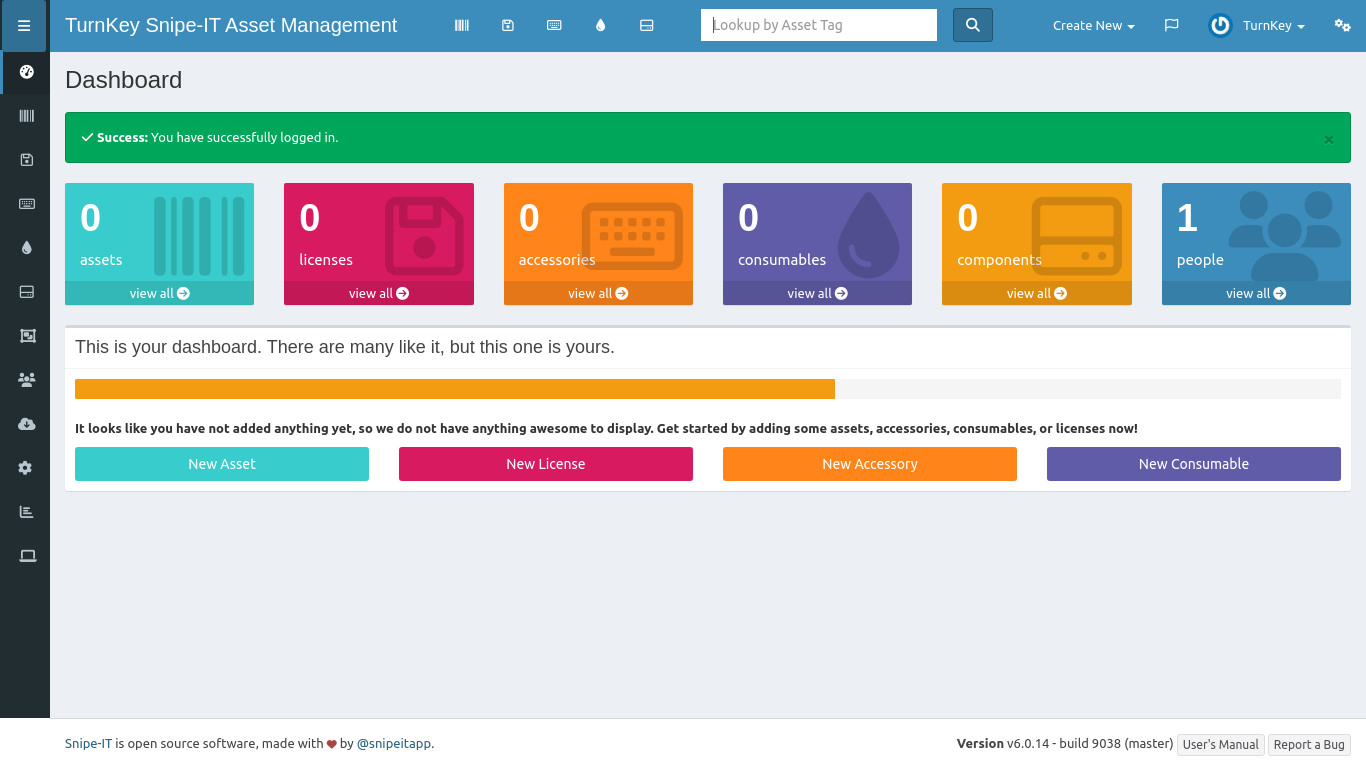 TurnKey Snipe-IT Asset Management
Lookup by Asset Tag
Create New
TurnKey
Dashboard
Success: You have successfully logged in.
×
0
assets
view all
0
licenses
view all
0
accessories
view all
0
consumables
view all
0
components
view all
1
people
view all
This is your dashboard. There are many like it, but this one is yours.
It looks like you have not added anything yet, so we do not have anything awesome to display. Get started by adding some assets, accessories, consumables, or licenses now!
New Asset
New License
New Accessory
New Consumable
Snipe-IT is open source software, made with ❤ by @snipeitapp.
Version v6.0.14 - build 9038 (master)
User's Manual
Report a Bug